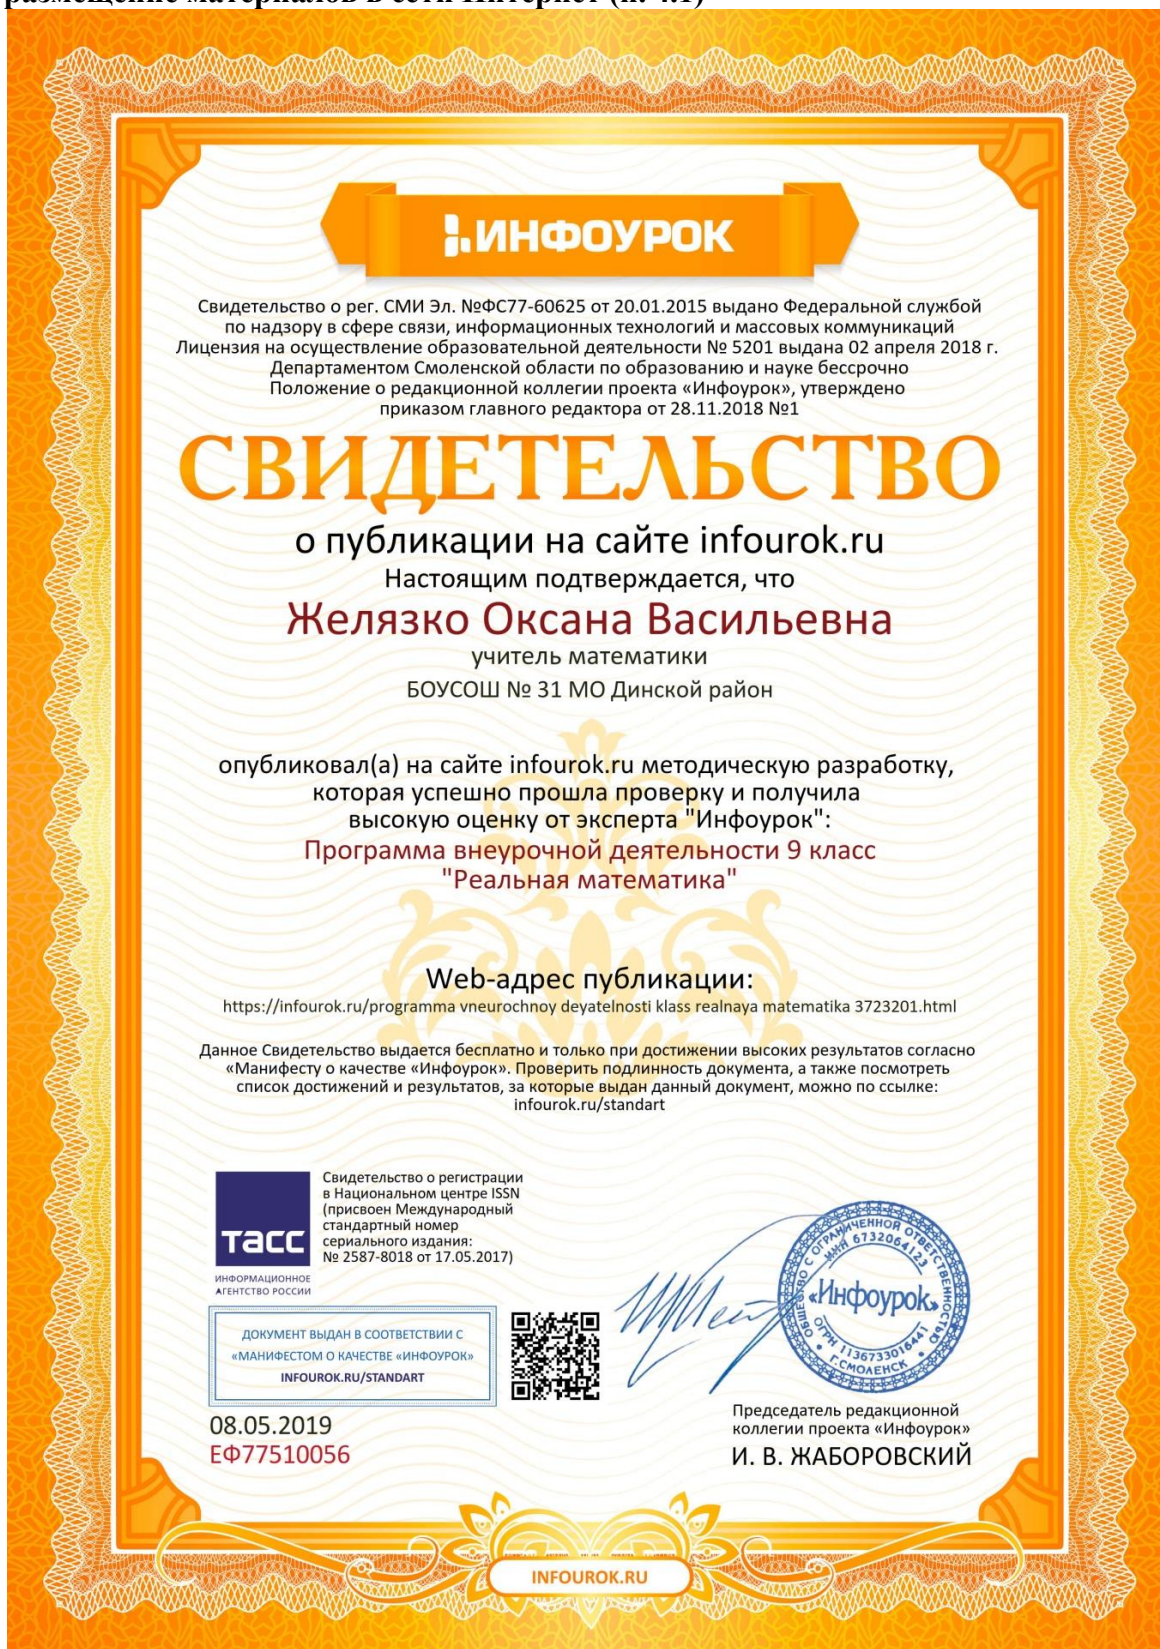 размещение материалов в сети Интернет (п. 4.1)
ИНФОУРОК
Свидетельство о рег. СМИ Эл. №ФС77-60625 от 20.01.2015 выдано Федеральной службой
по надзору в сфере связи, информационных технологий и массовых коммуникаций
Лицензия на осуществление образовательной деятельности № 5201 выдана 02 апреля 2018 г.
Департаментом Смоленской области по образованию и науке бессрочно
Положение о редакционной коллегии проекта «Инфоурок», утверждено
приказом главного редактора от 28.11.2018 №1
СВИДЕТЕЛЬСТВО
о публикации на сайте infourok.ru
Настоящим подтверждается, что
Желязко Оксана Васильевна
учитель математики
БОУСОШ № 31 МО Динской район
опубликовал(а) на сайте infourok.ru методическую разработку,
которая успешно прошла проверку и получила
высокую оценку от эксперта "Инфоурок":
Программа внеурочной деятельности 9 класс
"Реальная математика"
Web-адрес публикации:
https://infourok.ru/programma vneurochnoy deyatelnosti klass realnaya matematika 3723201.html
Данное Свидетельство выдается бесплатно и только при достижении высоких результатов согласно
«Манифесту о качестве «Инфоурок». Проверить подлинность документа, а также посмотреть
список достижений и результатов, за которые выдан данный документ, можно по ссылке:
infourok.ru/standart
Свидетельство о регистрации
в Национальном центре ISSN
(присвоен Международный
стандартный номер
сериального издания:
№ 2587-8018 от 17.05.2017)
ТАСС
ИНФОРМАЦИОННОЕ
АГЕНТСТВО РОССИИ
ДОКУМЕНТ ВЫДАН В СООТВЕТСТВИИ С
«МАНИФЕСТОМ О КАЧЕСТВЕ «ИНФОУРОК»
INFOUROK.RU/STANDART
08.05.2019
ЕФ77510056
ОБЩЕСТВО С ОГРАНИЧЕННОЙ ОТВЕТСТВЕННОСТЬЮ
ИНН 6732064123
«Инфоурок»
ОГРН 1136733016441
Г.СМОЛЕНСК
Председатель редакционной
коллегии проекта «Инфоурок»
И. В. ЖАБОРОВСКИЙ
INFOUROK.RU